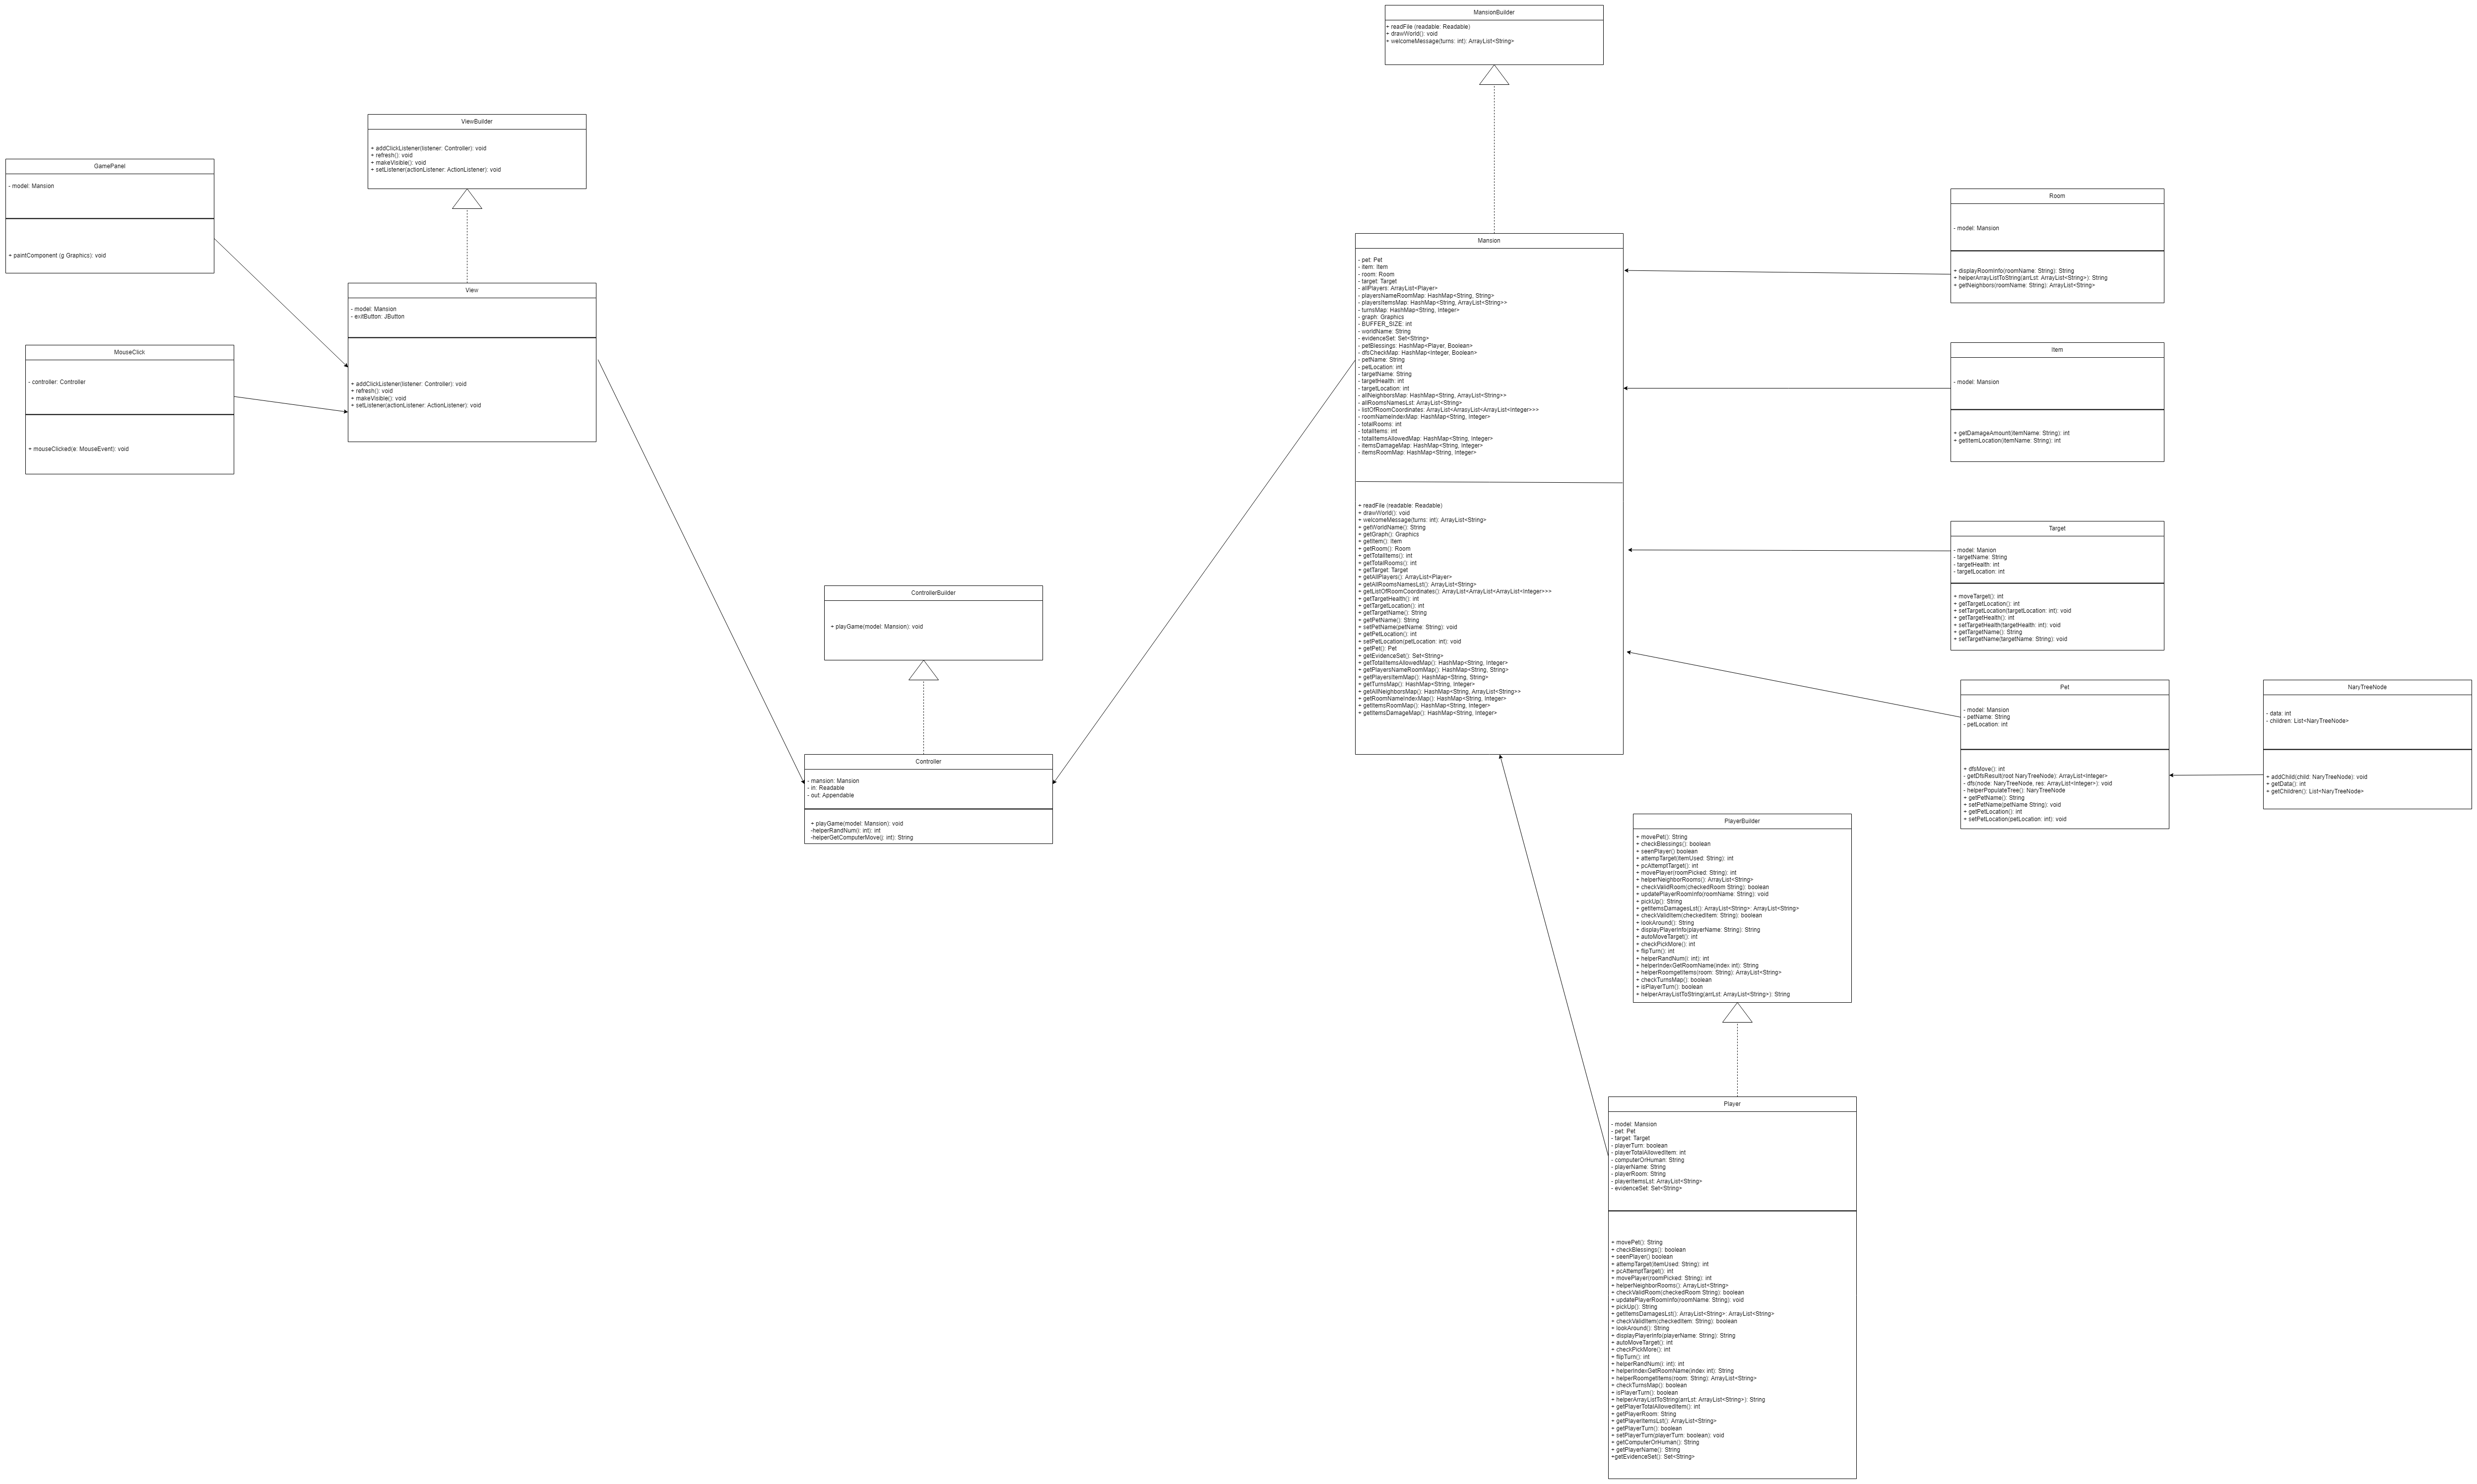 MansionBuilder
+ readFile (readable: Readable)
+ drawWorld(): void
+ welcomeMessage(turns: int): ArrayList<String>
ViewBuilder
+ addClickListener(listener: Controller): void
+ refresh(): void
+ makeVisible(): void
+ setListener(actionListener: ActionListener): void
GamePanel
- model: Mansion
+ paintComponent (g Graphics): void
View
- model: Mansion
- exitButton: JButton
+ addClickListener(listener: Controller): void
+ refresh(): void
+ makeVisible(): void
+ setListener(actionListener: ActionListener): void
MouseClick
- controller: Controller
+ mouseClicked(e: MouseEvent): void
ControllerBuilder
+ playGame(model: Mansion): void
Controller
- mansion: Mansion
- in: Readable
- out: Appendable
+ playGame(model: Mansion): void
-helperRandNum(i: int): int
-helperGetComputerMove(j: int): String
Mansion
- pet: Pet
- item: Item
- room: Room
- target: Target
- allPlayers: ArrayList<Player>
- playersNameRoomMap: HashMap<String, String>
- playersItemsMap: HashMap<String, ArrayList<String>>
- turnsMap: HashMap<String, Integer>
- graph: Graphics
- BUFFER_SIZE: int
- worldName: String
- evidenceSet: Set<String>
- petBlessings: HashMap<Player, Boolean>
- dfsCheckMap: HashMap<Integer, Boolean>
- petName: String
- petLocation: int
- targetName: String
- targetHealth: int
- targetLocation: int
- allNeighborsMap: HashMap<String, ArrayList<String>>
- allRoomsNamesLst: ArrayList<String>
- listOfRoomCoordinates: ArrayList<ArrasyList<ArrayList<Integer>>>
- roomNameIndexMap: HashMap<String, Integer>
- totalRooms: int
- totalItems: int
- totalItemsAllowedMap: HashMap<String, Integer>
- itemsDamageMap: HashMap<String, Integer>
- itemsRoomMap: HashMap<String, Integer>
+ readFile (readable: Readable)
+ drawWorld(): void
+ welcomeMessage(turns: int): ArrayList<String>
+ getWorldName(): String
+ getGraph(): Graphics
+ getItem(): Item
+ getRoom(): Room
+ getTotalItems(): int
+ getTotalRooms(): int
+ getTarget: Target
+ getAllPlayers(): ArrayList<Player>
+ getAllRoomsNamesLst(): ArrayList<String>
+ getListOfRoomCoordinates(): ArrayList<ArrayList<ArrayList<Integer>>>
+ getTargetHealth(): int
+ getTargetLocation(): int
+ getTargetName(): String
+ getPetName(): String
+ setPetName(petName: String): void
+ getPetLocation(): int
+ setPetLocation(petLocation: int): void
+ getPet(): Pet
+ getEvidenceSet(): Set<String>
+ getTotalItemsAllowedMap(): HashMap<String, Integer>
+ getPlayersNameRoomMap(): HashMap<String, String>
+ getPlayersItemMap(): HashMap<String, String>
+ getTurnsMap(): HashMap<String, Integer>
+ getAllNeighborsMap(): HashMap<String, ArrayList<String>>
+ getRoomNameIndexMap(): HashMap<String, Integer>
+ getItemsRoomMap(): HashMap<String, Integer>
+ getItemsDamageMap(): HashMap<String, Integer>
Room
- model: Mansion
+ displayRoomInfo(roomName: String): String
+ helperArrayListToString(arrLst: ArrayList<String>): String
+ getNeighbors(roomName: String): ArrayList<String>
Item
- model: Mansion
+ getDamageAmount(itemName: String): int
+ getItemLocation(itemName: String): int
Target
- model: Manion
- targetName: String
- targetHealth: int
- targetLocation: int
+ moveTarget(): int
+ getTargetLocation(): int
+ setTargetLocation(targetLocation: int): void
+ getTargetHealth(): int
+ setTargetHealth(targetHealth: int): void
+ getTargetName(): String
+ setTargetName(targetName: String): void
Pet
- model: Mansion
- petName: String
- petLocation: int
+ dfsMove(): int
- getDfsResult(root NaryTreeNode): ArrayList<Integer>
- dfs(node: NaryTreeNode, res: ArrayList<Integer>): void
- helperPopulateTree(): NaryTreeNode
+ getPetName(): String
+ setPetName(petName String): void
+ getPetLocation(): int
+ setPetLocation(petLocation: int): void
NaryTreeNode
- data: int
- children: List<NaryTreeNode>
+ addChild(child: NaryTreeNode): void
+ getData(): int
+ getChildren(): List<NaryTreeNode>
PlayerBuilder
+ movePet(): String
+ checkBlessings(): boolean
+ seenPlayer() boolean
+ attempTarget(itemUsed: String): int
+ pcAttemptTarget(): int
+ movePlayer(roomPicked: String): int
+ helperNeighborRooms(): ArrayList<String>
+ checkValidRoom(checkedRoom String): boolean
+ updatePlayerRoomInfo(roomName: String): void
+ pickUp(): String
+ getItemsDamagesLst(): ArrayList<String>: ArrayList<String>
+ checkValidItem(checkedItem: String): boolean
+ lookAround(): String
+ displayPlayerInfo(playerName: String): String
+ autoMoveTarget(): int
+ checkPickMore(): int
+ flipTurn(): int
+ helperRandNum(i: int): int
+ helperIndexGetRoomName(index int): String
+ helperRoomgetItems(room: String): ArrayList<String>
+ checkTurnsMap(): boolean
+ isPlayerTurn(): boolean
+ helperArrayListToString(arrLst: ArrayList<String>): String
Player
- model: Mansion
- pet: Pet
- target: Target
- playerTurn: boolean
- playerTotalAllowedItem: int
- computerOrHuman: String
- playerName: String
- playerRoom: String
- playerItemsLst: ArrayList<String>
- evidenceSet: Set<String>
+ movePet(): String
+ checkBlessings(): boolean
+ seenPlayer() boolean
+ attempTarget(itemUsed: String): int
+ pcAttemptTarget(): int
+ movePlayer(roomPicked: String): int
+ helperNeighborRooms(): ArrayList<String>
+ checkValidRoom(checkedRoom String): boolean
+ updatePlayerRoomInfo(roomName: String): void
+ pickUp(): String
+ getItemsDamagesLst(): ArrayList<String>: ArrayList<String>
+ checkValidItem(checkedItem: String): boolean
+ lookAround(): String
+ displayPlayerInfo(playerName: String): String
+ autoMoveTarget(): int
+ checkPickMore(): int
+ flipTurn(): int
+ helperRandNum(i: int): int
+ helperIndexGetRoomName(index int): String
+ helperRoomgetItems(room: String): ArrayList<String>
+ checkTurnsMap(): boolean
+ isPlayerTurn(): boolean
+ helperArrayListToString(arrLst: ArrayList<String>): String
+ getPlayerTotalAllowedItem(): int
+ getPlayerRoom: String
+ getPlayerItemsLst(): ArrayList<String>
+ getPlayerTurn(): boolean
+ setPlayerTurn(playerTurn: boolean): void
+ getComputerOrHuman(): String
+ getPlayerName(): String
+getEvidenceSet(): Set<String>